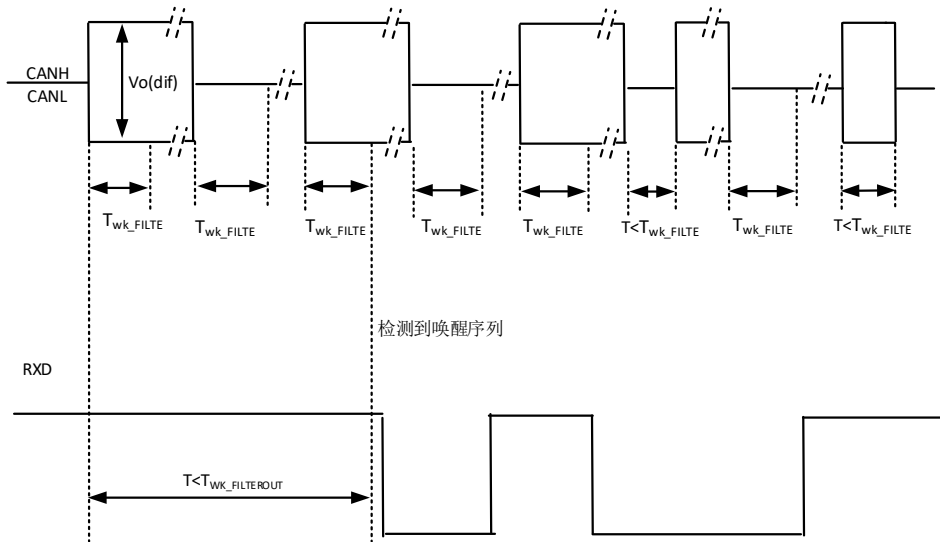 CANH
CANL
Vo(dif)
Twk_FILTE
Twk_FILTE
Twk_FILTE
Twk_FILTE
Twk_FILTE
T<Twk_FILTE
Twk_FILTE
T<Twk_FILTE
检测到唤醒序列
RXD
T<TWK_FILTEROUT